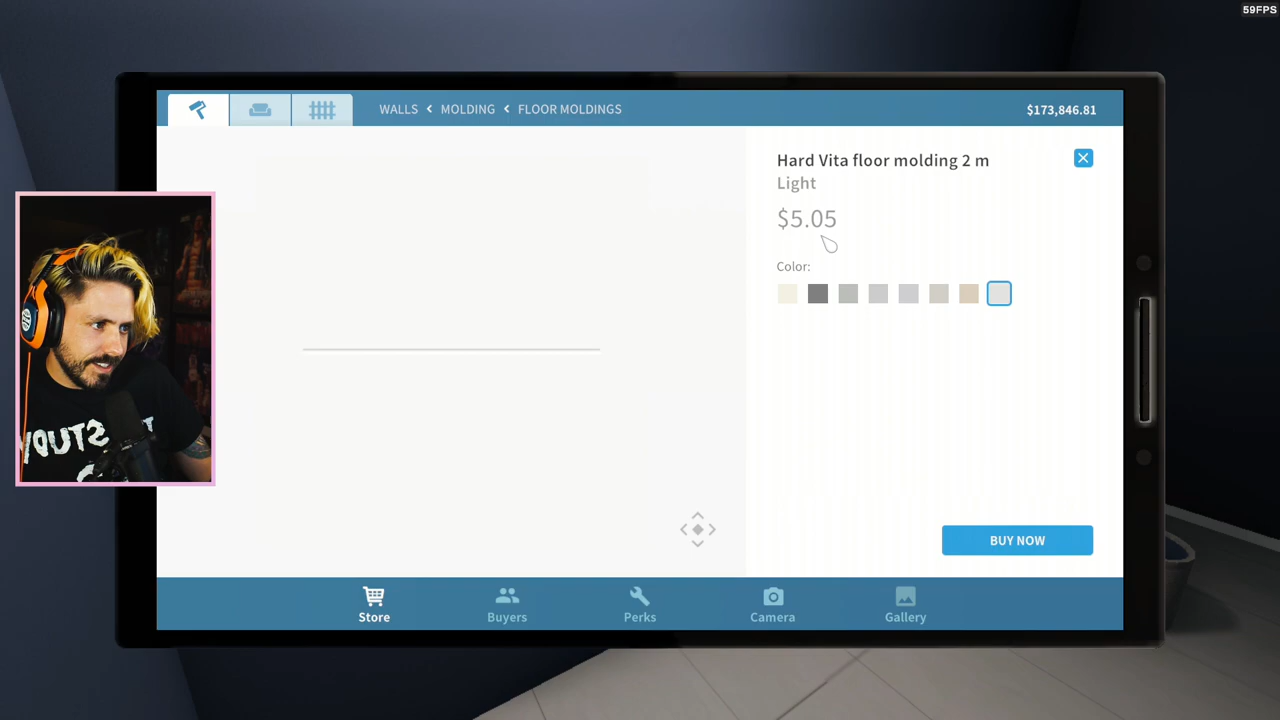 59FPS
WALLS < MOLDING < FLOOR MOLDINGS
$173,846.81
Hard Vita floor molding 2 m
Light
$5.05
Color:
BUY NOW
Store
Buyers
Perks
Camera
Gallery